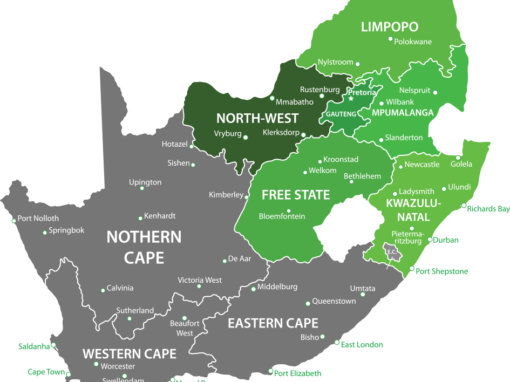 LIMPOPO
Polokwane
Nylstroom
Rustenburg
Pretoria
Nelspruit
Mmabatho
Wilbank
NORTH-WEST
GAUTENG
MPUMALANGA
Vryburg
Klerksdorp
Slanderton
Hotazel
Sishen
Kroonstad
Welkom
Newcastle
Golela
Bethlehem
Upington
Kimberley
FREE STATE
Ladysmith
Ulundi
KWAZULU-
NATAL
Richards Bay
Port Nolloth
Kenhardt
Bloemfontein
Springbok
NOTHERN
CAPE
Pieterma-
ritzburg
Durban
De Aar
Port Shepstone
Calvinia
Victoria West
Middelburg
Umtata
Queenstown
Sutherland
Beaufort
West
EASTERN CAPE
Bisho
East London
Saldanha
WESTERN CAPE
Worcester
Cape Town
Swellendam
Port Elizabeth